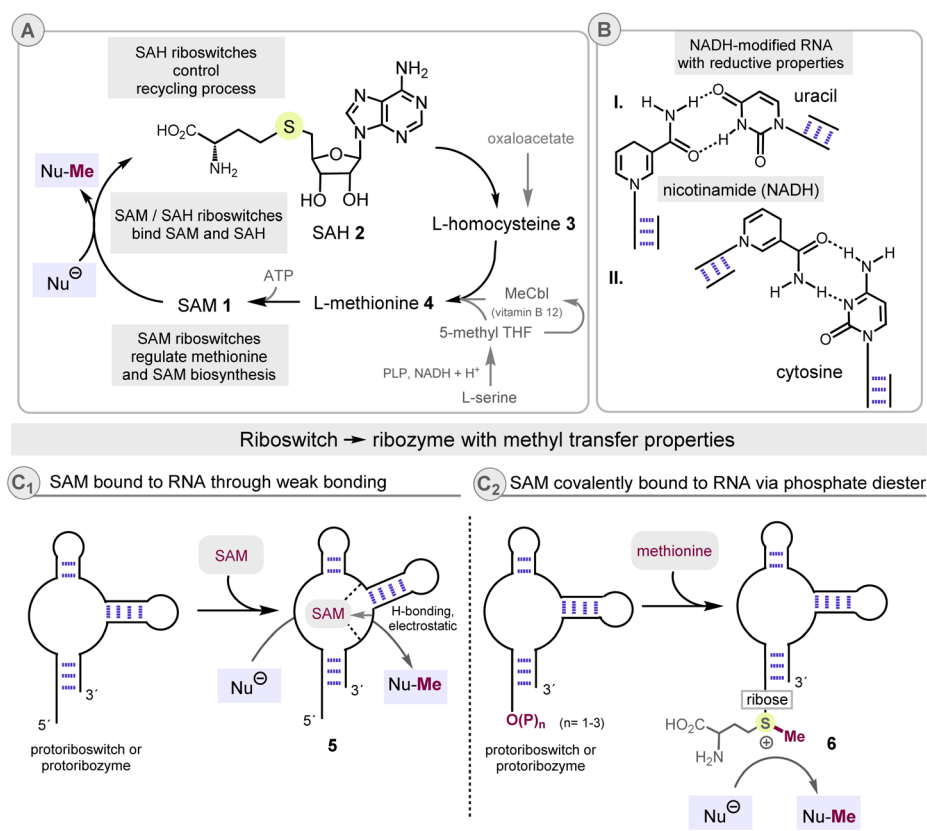 A
SAH riboswitches
control
recycling process
NH₂
N
N
N
N
HO₂C
S
NH₂
O
HO
OH
SAH 2
oxaloacetate
Nu-Me
SAM / SAH riboswitches
bind SAM and SAH
L-homocysteine 3
Nu⊖
ATP
SAM 1
L-methionine 4
MeCbl
(vitamin B 12)
5-methyl THF
SAM riboswitches
regulate methionine
and SAM biosynthesis
PLP, NADH + H⁺
L-serine
B
NADH-modified RNA
with reductive properties
I.
H
N
H
O
uracil
O
H
N
N
O
N
nicotinamide (NADH)
N
O
H
N
H
II.
N
H
H
N
O
N
cytosine
Riboswitch → ribozyme with methyl transfer properties
C₁
SAM bound to RNA through weak bonding
SAM
SAM
H-bonding,
electrostatic
Nu⊖
Nu-Me
3´
5´
3´
5´
protoriboswitch or
protoribozyme
5
C₂
SAM covalently bound to RNA via phosphate diester
methionine
3´
O(P)ₙ
(n= 1-3)
protoriboswitch or
protoribozyme
3´
ribose
HO₂C
S
⊕
Me
H₂N
6
Nu⊖
Nu-Me